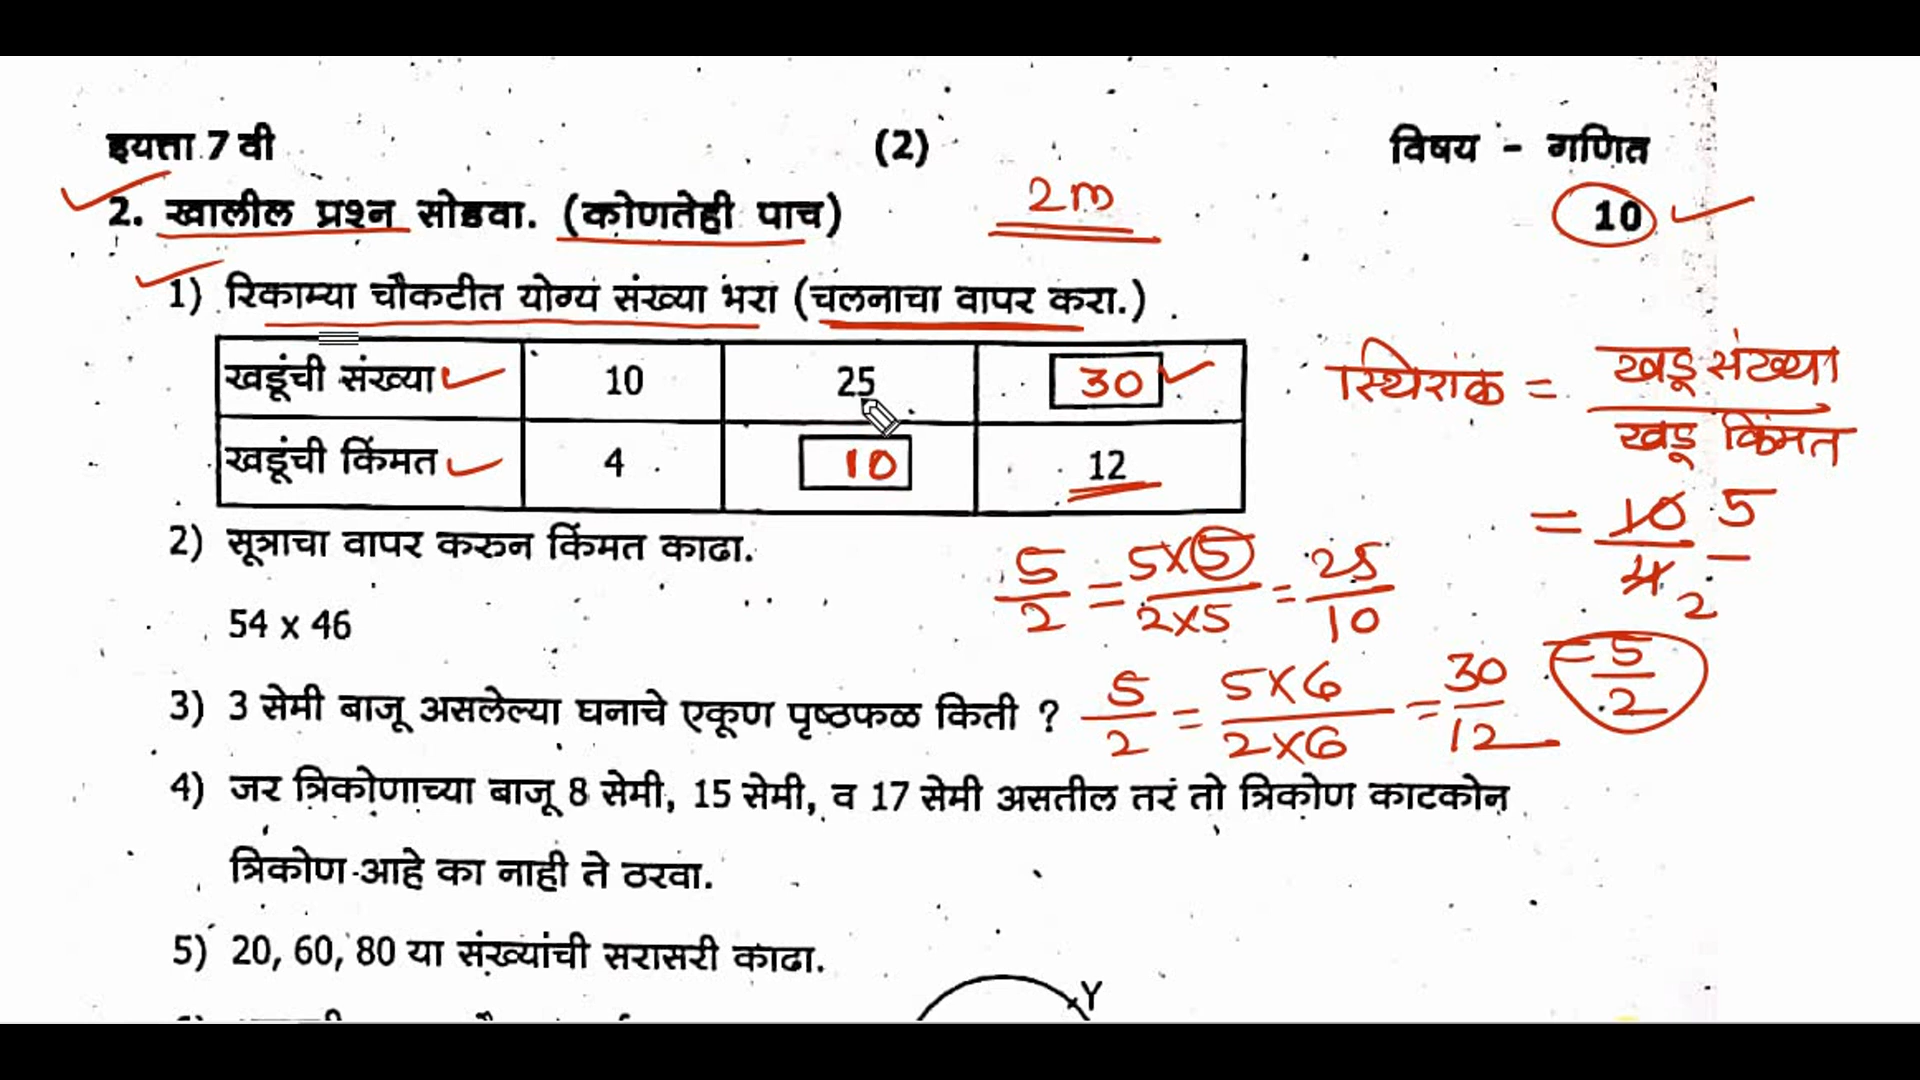 इयत्ता 7 वी (2) विषय - गणित
2. खालील प्रश्न सोडवा. (कोणतेही पाच) 2m 10
1) रिकाम्या चौकटीत योग्य संख्या भरा (चलनाचा वापर करा.)
खडूंची संख्या 10 25 30
खडूंची किंमत 4 10 12
स्थिरांक = खडू संख्या / खडू किंमत
= 10/4 5/2
= 5/2
2) सूत्राचा वापर करुन किंमत काढा.
54 x 46
5/2 = 5×5/2×5 = 25/10
3) 3 सेमी बाजू असलेल्या घनाचे एकूण पृष्ठफळ किती ?
5/2 = 5×6/2×6 = 30/12
4) जर त्रिकोणाच्या बाजू 8 सेमी, 15 सेमी, व 17 सेमी असतील तर तो त्रिकोण काटकोन
त्रिकोण आहे का नाही ते ठरवा.
5) 20, 60, 80 या संख्यांची सरासरी काढा.
Y